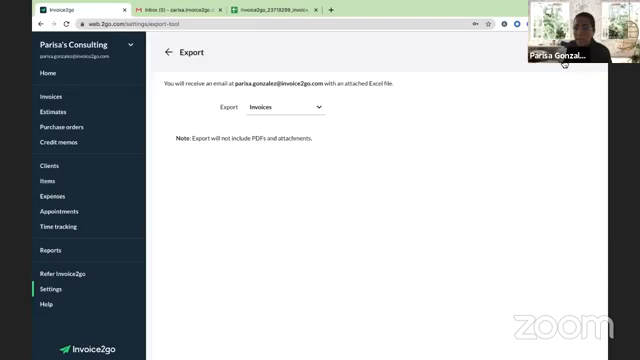 Invoice2go
Inbox (5) - parisa.invoice2go
invoice2go_23718289_invoic
web.2go.com/settings/export-tool
Parisa's Consulting
parisa.gonzalez@invoice2go.com
Home
Invoices
Estimates
Purchase orders
Credit memos
Clients
Items
Expenses
Appointments
Time tracking
Reports
Refer Invoice2go
Settings
Help
Invoice2go
Export
You will receive an email at parisa.gonzalez@invoice2go.com with an attached Excel file.
Export Invoices
Note: Export will not include PDFs and attachments.
Parisa Gonzal...
zoom